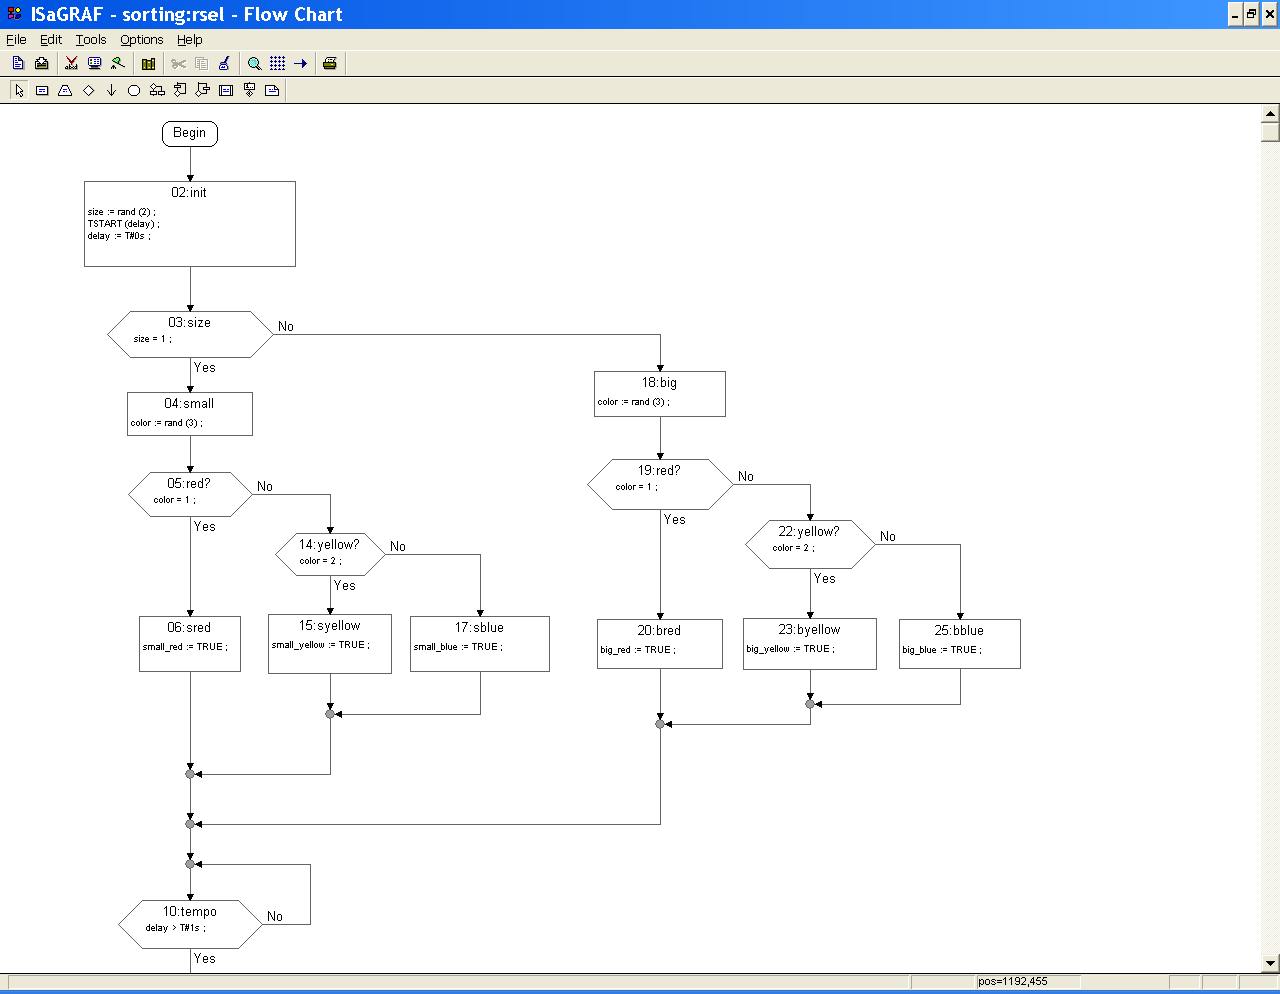 ISaGRAF - sorting:rsel - Flow Chart
File Edit Tools Options Help
Begin
02:init
size := rand (2) ;
TSTART (delay) ;
delay := T#0s ;
03:size
size = 1 ;
No
Yes
04:small
color := rand (3) ;
18:big
color := rand (3) ;
05:red?
color = 1 ;
No
Yes
19:red?
color = 1 ;
No
Yes
14:yellow?
color = 2 ;
No
Yes
22:yellow?
color = 2 ;
No
Yes
06:sred
small_red := TRUE ;
15:syellow
small_yellow := TRUE ;
17:sblue
small_blue := TRUE ;
20:bred
big_red := TRUE ;
23:byellow
big_yellow := TRUE ;
25:bblue
big_blue := TRUE ;
10:tempo
delay > T#1s ;
No
Yes
pos=1192,455